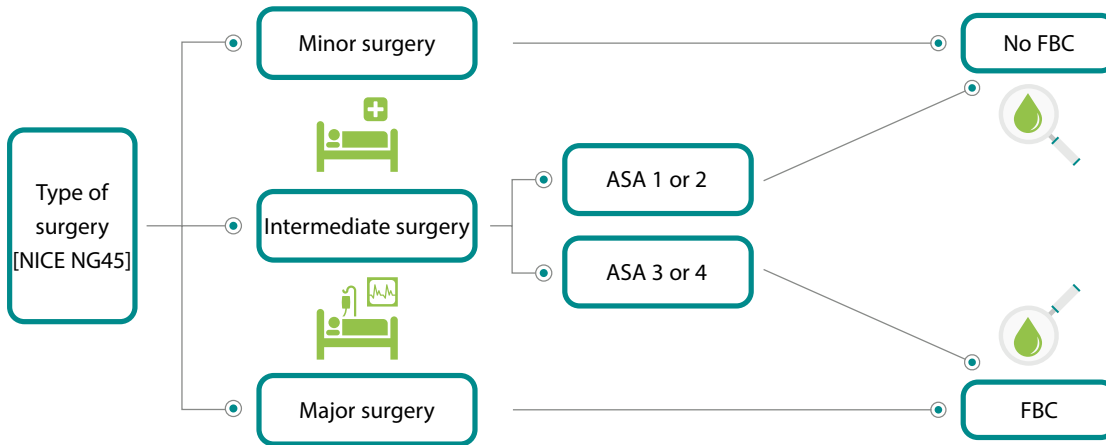 Minor surgery
No FBC
Type of
surgery
[NICE NG45]
ASA 1 or 2
Intermediate surgery
ASA 3 or 4
Major surgery
FBC